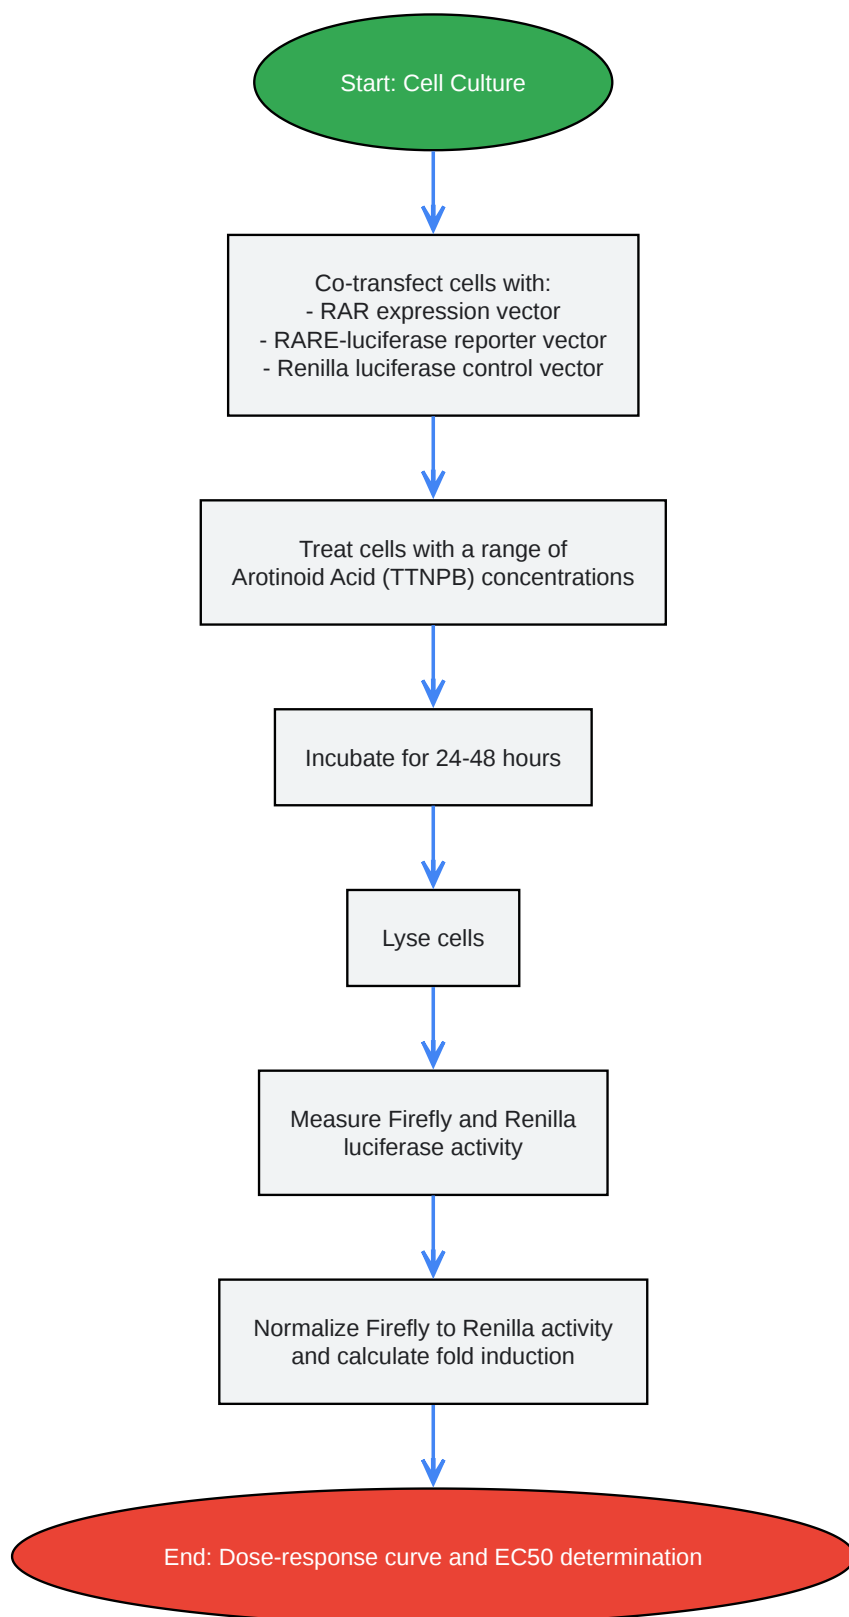 Start: Cell Culture
Co-transfect cells with:
- RAR expression vector
- RARE-luciferase reporter vector
- Renilla luciferase control vector
Treat cells with a range of
Arotinoid Acid (TTNPB) concentrations
Incubate for 24-48 hours
Lyse cells
Measure Firefly and Renilla
luciferase activity
Normalize Firefly to Renilla activity
and calculate fold induction
End: Dose-response curve and EC50 determination